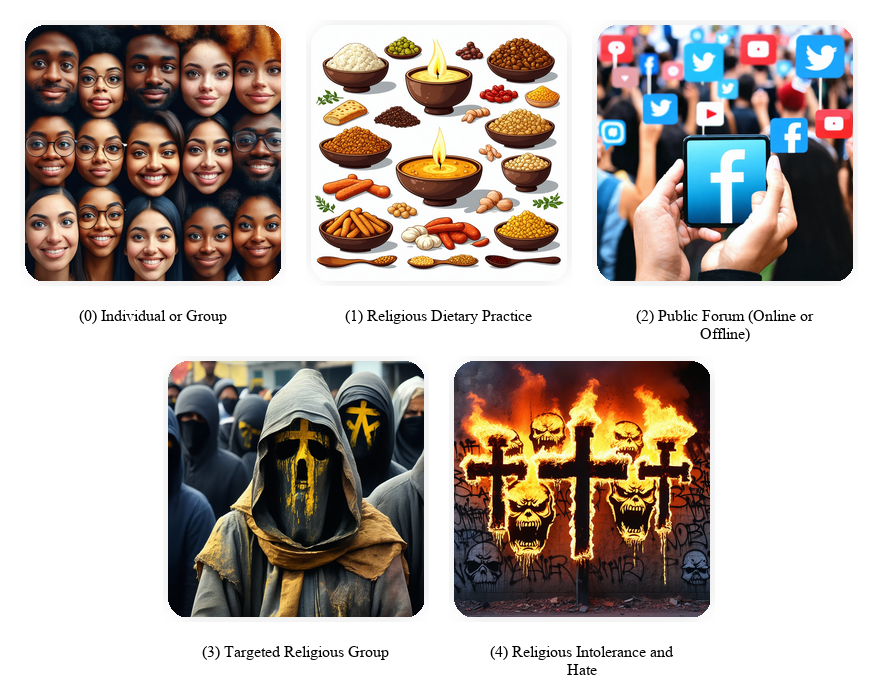 (0) Individual or Group
(1) Religious Dietary Practice
(2) Public Forum (Online or
Offline)
(3) Targeted Religious Group
(4) Religious Intolerance and
Hate